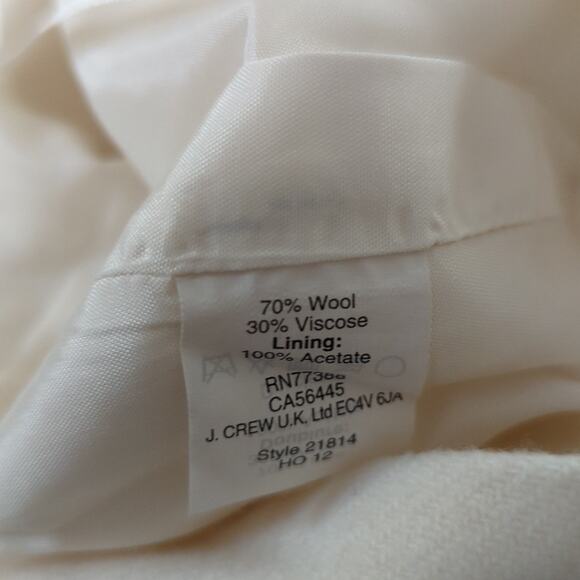 70% Wool
30% Viscose
Lining:
100% Acetate
RN77388
CA56445
J. CREW U.K. Ltd EC4V 6JA
Style 21814
HO 12